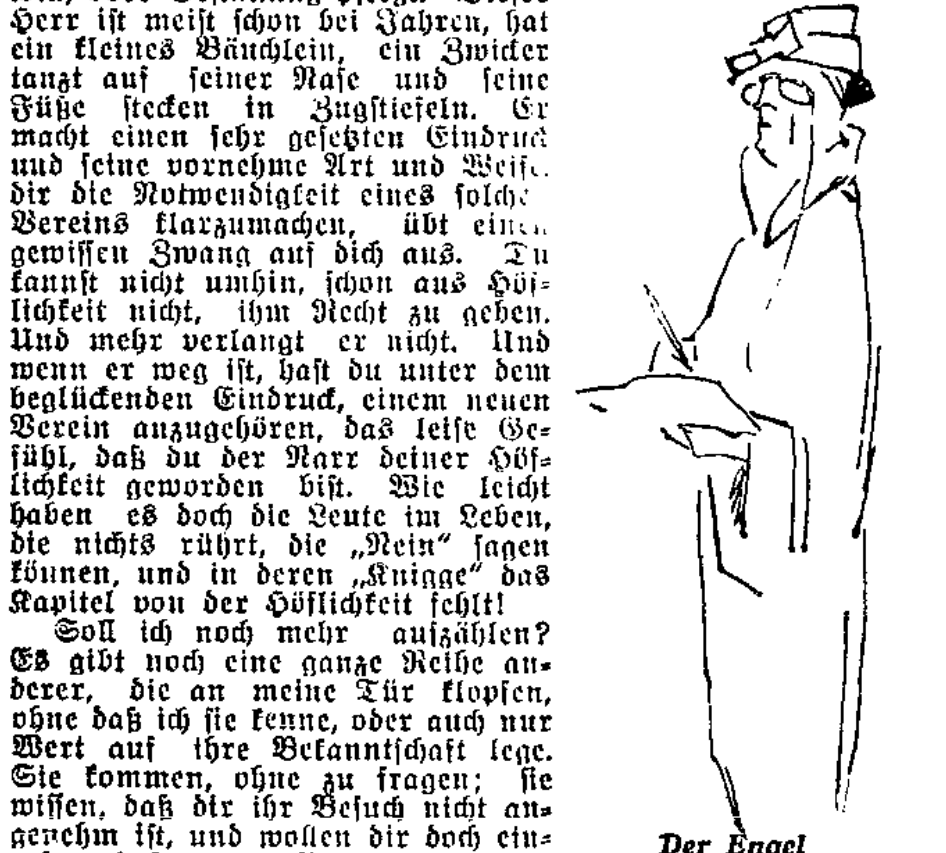 Herr ist meist schon bei Jahren, hat
ein kleines Bäuchlein, ein Zwicker
tanzt auf seiner Nase und seine
Füße stecken in Zugstiefeln. Er
macht einen sehr gesetzten Eindruck
und seine vornehme Art und Weise
dir die Notwendigkeit eines solche
Vereins klarzumachen, übt einen
gewissen Zwang auf dich aus. Du
kannst nicht umhin, schon aus Höf-
lichkeit nicht, ihm Recht zu geben.
Und mehr verlangt er nicht. Und
wenn er weg ist, hast du unter dem
beglückenden Eindruck, einem neuen
Verein anzugehören, das leise Ge-
fühl, daß du der Narr deiner Höf-
lichkeit geworden bist. Wie leicht
haben es doch die Leute im Leben,
die nichts rührt, die „Nein“ sagen
können, und in deren „Knigge“ das
Kapitel von der Höflichkeit fehlt!
Soll ich noch mehr aufzählen?
Es gibt noch eine ganze Reihe an-
derer, die an meine Tür klopfen,
ohne daß ich sie kenne, oder auch nur
Wert auf ihre Bekanntschaft lege.
Sie kommen, ohne zu fragen; sie
wissen, daß dir ihr Besuch nicht an-
genehm ist, und wollen dir doch ein-
Der Engel